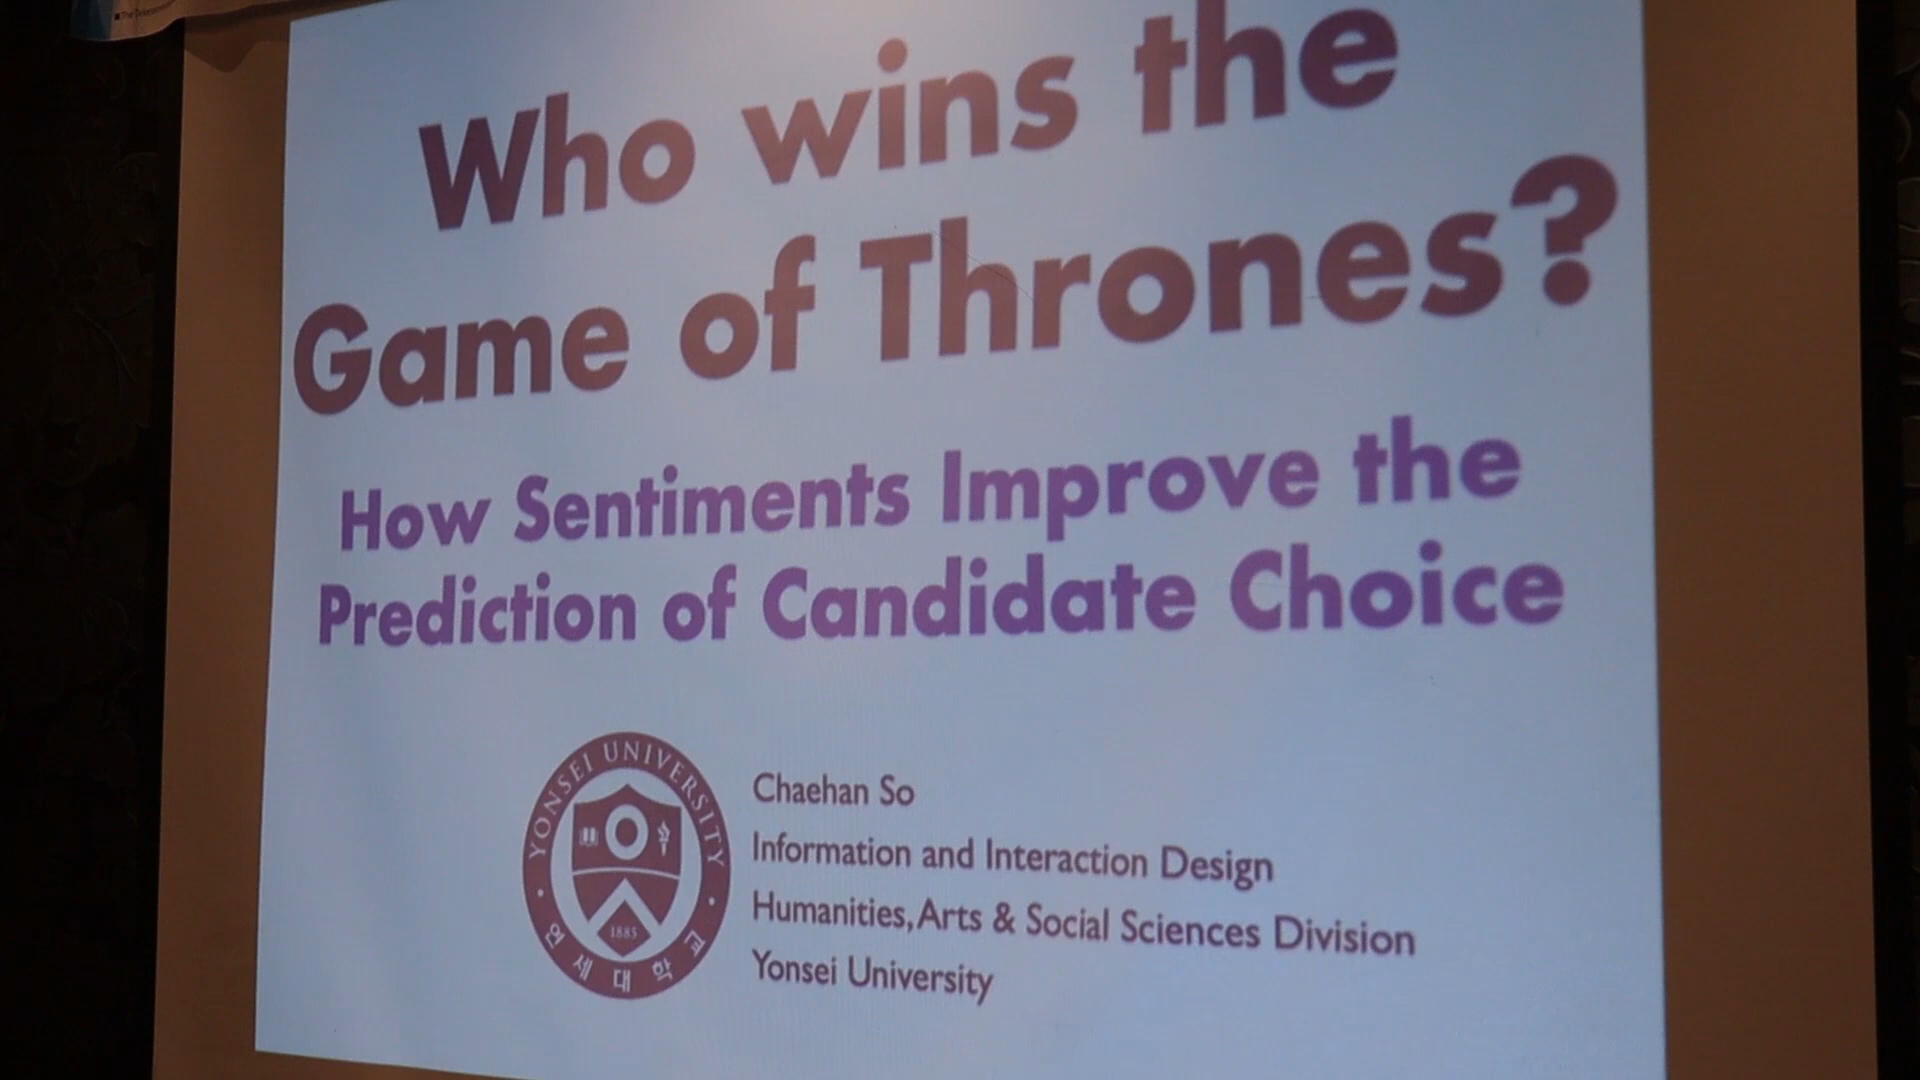 Who wins the
Game of Thrones?
How Sentiments Improve the
Prediction of Candidate Choice
YONSEI UNIVERSITY
1885
연세대학교
Chaehan So
Information and Interaction Design
Humanities, Arts & Social Sciences Division
Yonsei University